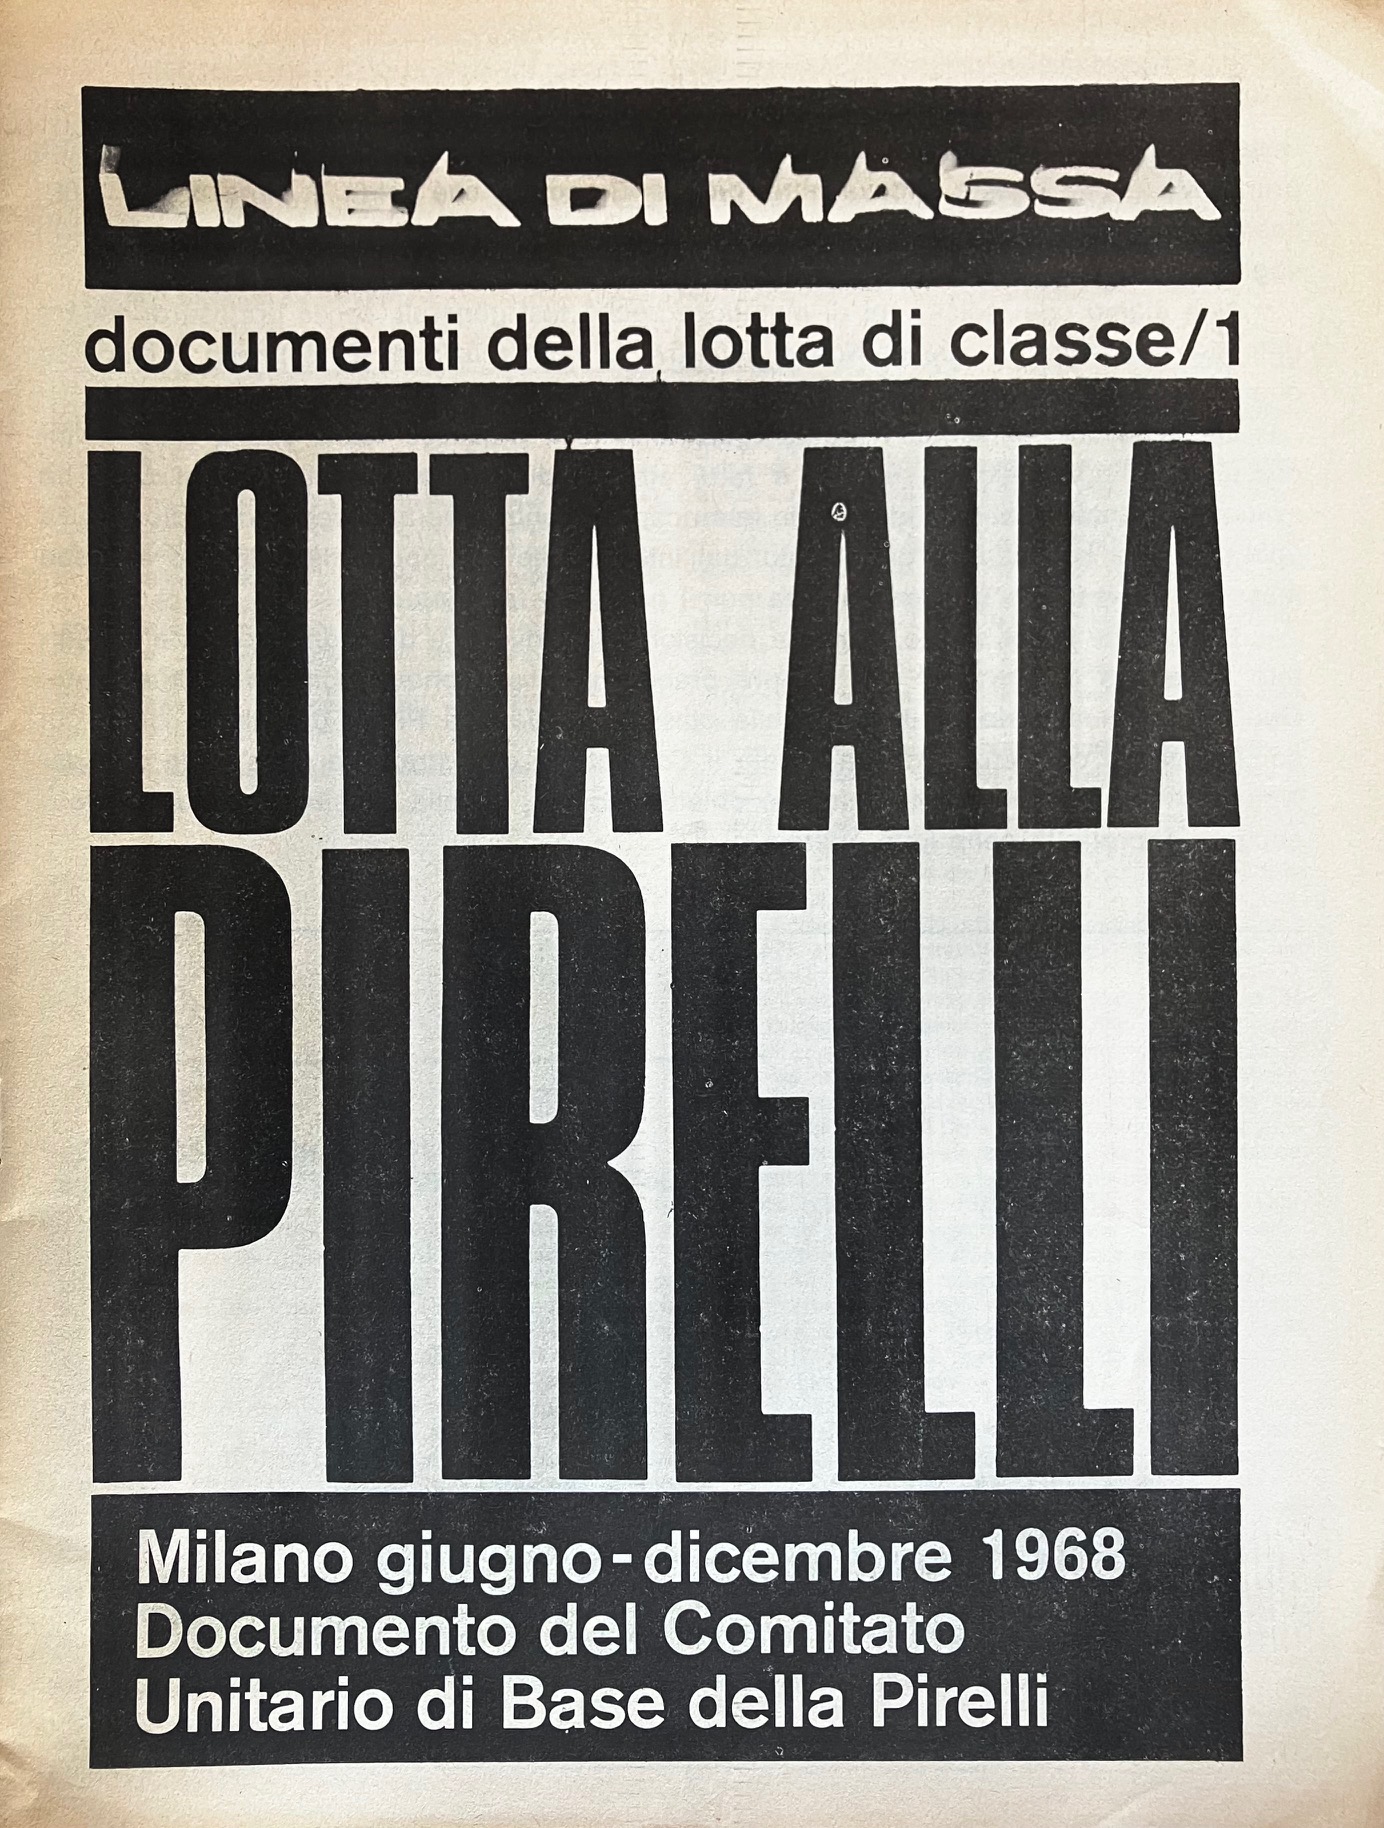 LINEA DI MASSA
documenti della lotta di classe/1
LOTTA ALLA
PIRELLI
Milano giugno-dicembre 1968
Documento del Comitato
Unitario di Base della Pirelli